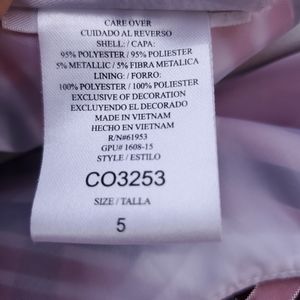 CARE OVER
CUIDADO AL REVERSO
SHELL: / CAPA:
95% POLYESTER / 95% POLIESTER
5% METALLIC / 5% FIBRA METALICA
LINING: / FORRO:
100% POLYESTER / 100% POLIESTER
EXCLUSIVE OF DECORATION
EXCLUYENDO EL DECORADO
MADE IN VIETNAM
HECHO EN VIETNAM
R/N#61953
GPU# 1608-15
STYLE / ESTILO
CO3253
SIZE / TALLA
5